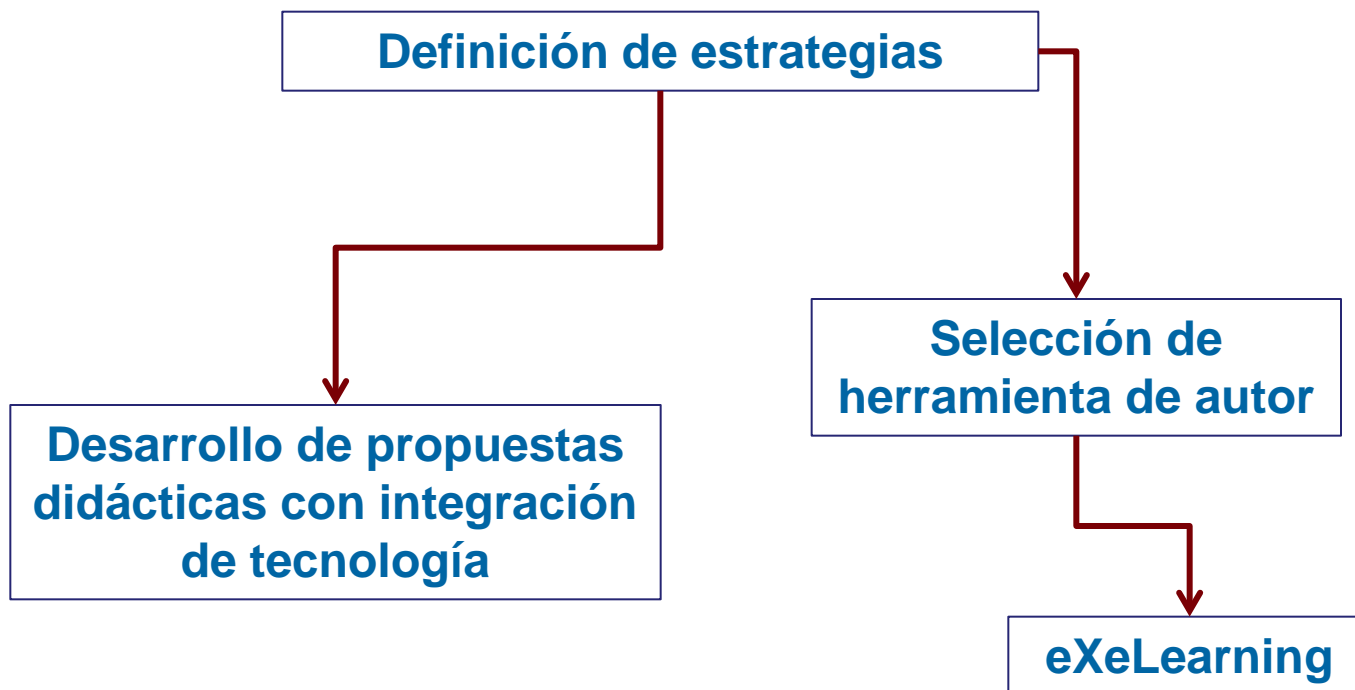 Definición de estrategias
Selección de
herramienta de autor
Desarrollo de propuestas
didácticas con integración
de tecnología
eXeLearning